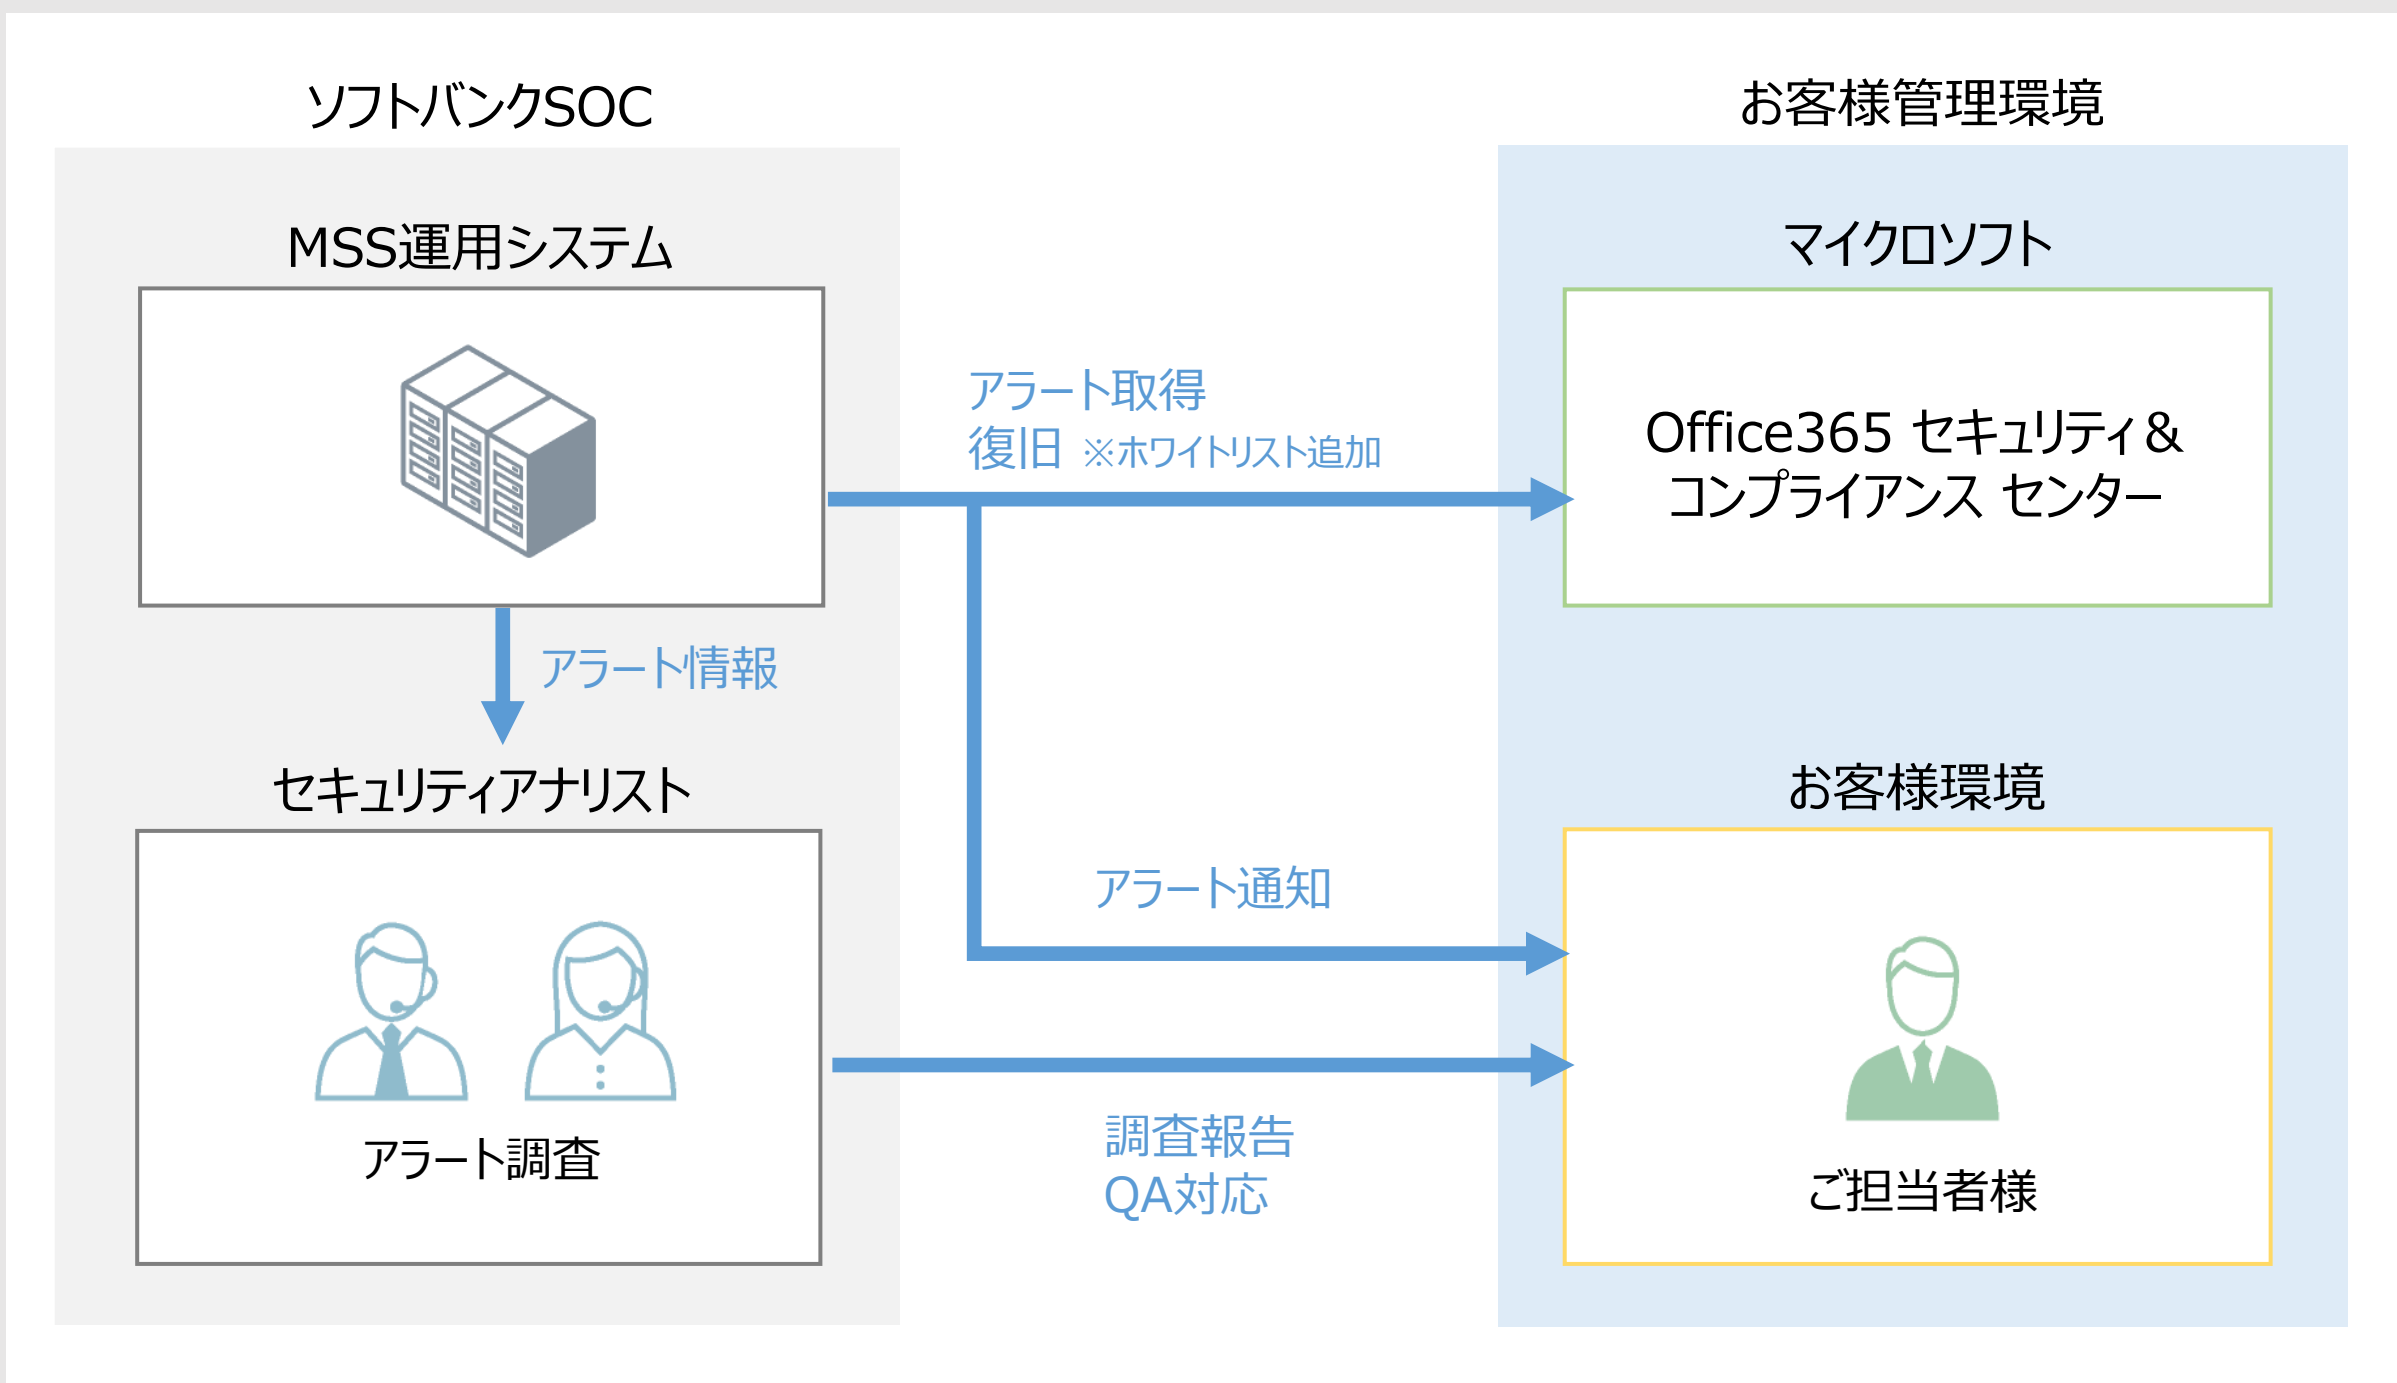 ソフトバンクSOC
お客様管理環境
MSS運用システム
マイクロソフト
アラート取得
復旧 ※ホワイトリスト追加
Office365 セキュリティ&
コンプライアンス センター
アラート情報
セキュリティアナリスト
お客様環境
アラート通知
アラート調査
調査報告
QA対応
ご担当者様